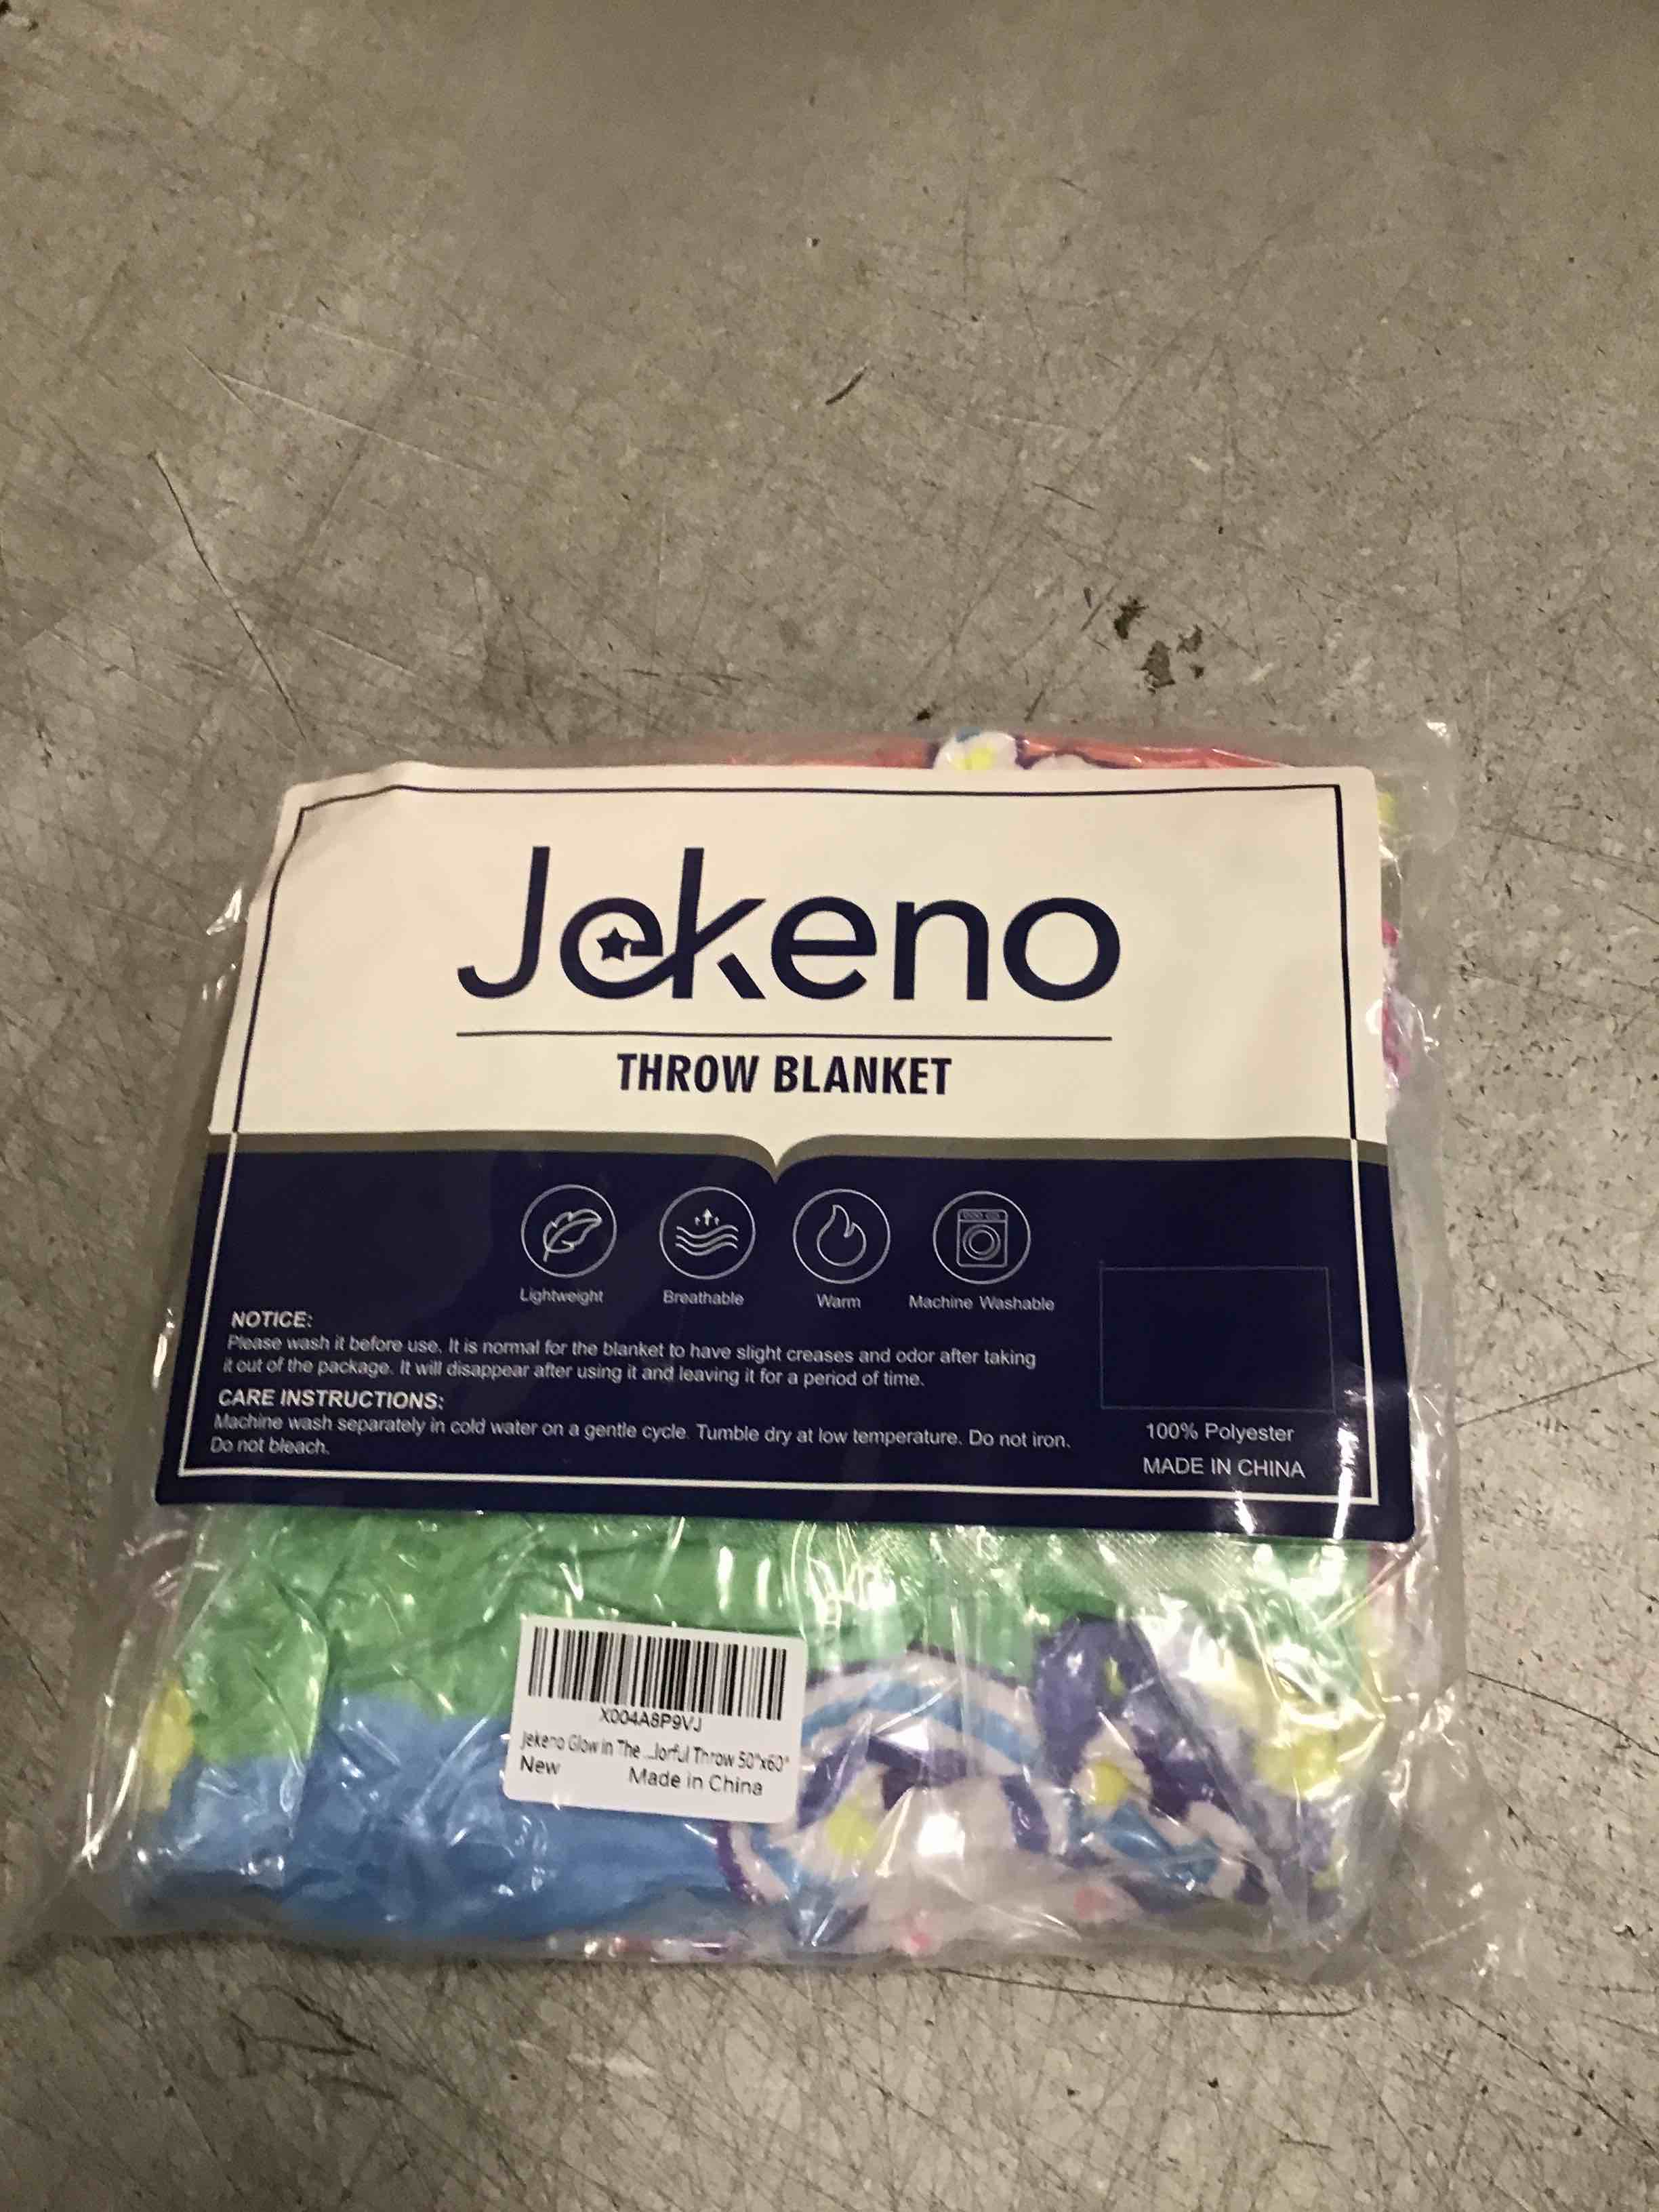 Jekeno
THROW BLANKET
Lightweight Breathable Warm Machine Washable
NOTICE:
Please wash it before use. It is normal for the blanket to have slight creases and odor after taking
it out of the package. It will disappear after using it and leaving it for a period of time.
CARE INSTRUCTIONS:
Machine wash separately in cold water on a gentle cycle. Tumble dry at low temperature. Do not iron.
Do not bleach.
100% Polyester
MADE IN CHINA
X004A8P9VJ
Jekeno Glow in The ...lorful Throw 50"x60"
New Made in China